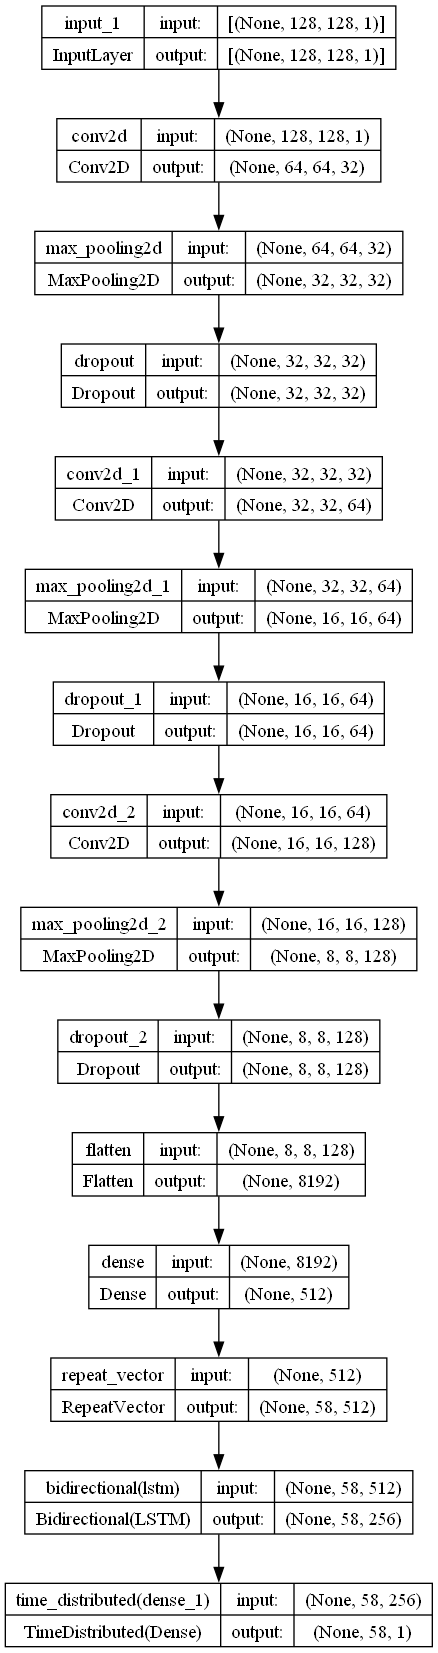 input_1 input: [(None, 128, 128, 1)]
InputLayer output: [(None, 128, 128, 1)]
conv2d input: (None, 128, 128, 1)
Conv2D output: (None, 64, 64, 32)
max_pooling2d input: (None, 64, 64, 32)
MaxPooling2D output: (None, 32, 32, 32)
dropout input: (None, 32, 32, 32)
Dropout output: (None, 32, 32, 32)
conv2d_1 input: (None, 32, 32, 32)
Conv2D output: (None, 32, 32, 64)
max_pooling2d_1 input: (None, 32, 32, 64)
MaxPooling2D output: (None, 16, 16, 64)
dropout_1 input: (None, 16, 16, 64)
Dropout output: (None, 16, 16, 64)
conv2d_2 input: (None, 16, 16, 64)
Conv2D output: (None, 16, 16, 128)
max_pooling2d_2 input: (None, 16, 16, 128)
MaxPooling2D output: (None, 8, 8, 128)
dropout_2 input: (None, 8, 8, 128)
Dropout output: (None, 8, 8, 128)
flatten input: (None, 8, 8, 128)
Flatten output: (None, 8192)
dense input: (None, 8192)
Dense output: (None, 512)
repeat_vector input: (None, 512)
RepeatVector output: (None, 58, 512)
bidirectional(lstm) input: (None, 58, 512)
Bidirectional(LSTM) output: (None, 58, 256)
time_distributed(dense_1) input: (None, 58, 256)
TimeDistributed(Dense) output: (None, 58, 1)